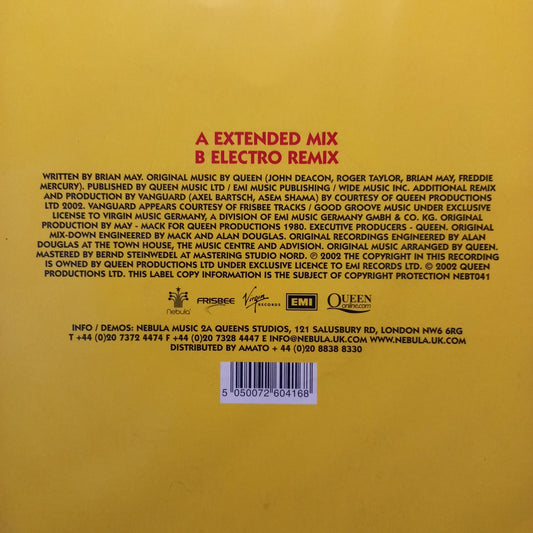 A EXTENDED MIX
B ELECTRO REMIX
WRITTEN BY BRIAN MAY. ORIGINAL MUSIC BY QUEEN (JOHN DEACON, ROGER TAYLOR, BRIAN MAY, FREDDIE
MERCURY). PUBLISHED BY QUEEN MUSIC LTD / EMI MUSIC PUBLISHING / WIDE MUSIC INC. ADDITIONAL REMIX
AND PRODUCTION BY VANGUARD (AXEL BARTSCH, ASEM SHAMA) BY COURTESY OF QUEEN PRODUCTIONS
LTD 2002. VANGUARD APPEARS COURTESY OF FRISBEE TRACKS / GOOD GROOVE MUSIC UNDER EXCLUSIVE
LICENSE TO VIRGIN MUSIC GERMANY, A DIVISION OF EMI MUSIC GERMANY GMBH & CO. KG. ORIGINAL
PRODUCTION BY MAY - MACK FOR QUEEN PRODUCTIONS 1980. EXECUTIVE PRODUCERS - QUEEN. ORIGINAL
MIX-DOWN ENGINEERED BY MACK AND ALAN DOUGLAS. ORIGINAL RECORDINGS ENGINEERED BY ALAN
DOUGLAS AT THE TOWN HOUSE, THE MUSIC CENTRE AND ADVISION. ORIGINAL MUSIC ARRANGED BY QUEEN.
MASTERED BY BERND STEINWEDEL AT MASTERING STUDIO NORD. ℗ 2002 THE COPYRIGHT IN THIS RECORDING
IS OWNED BY QUEEN PRODUCTIONS LTD UNDER EXCLUSIVE LICENCE TO EMI RECORDS LTD. © 2002 QUEEN
PRODUCTIONS LTD. THIS LABEL COPY INFORMATION IS THE SUBJECT OF COPYRIGHT PROTECTION NEBT041
nebula FRISBEE Virgin RECORDS EMI QUEEN online.com
INFO / DEMOS: NEBULA MUSIC 2A QUEENS STUDIOS, 121 SALUSBURY RD, LONDON NW6 6RG
T +44 (0)20 7372 4474 F +44 (0)20 7328 4447 E INFO@NEBULA.UK.COM WWW.NEBULA.UK.COM
DISTRIBUTED BY AMATO + 44 (0)20 8838 8330
5 050072 604168